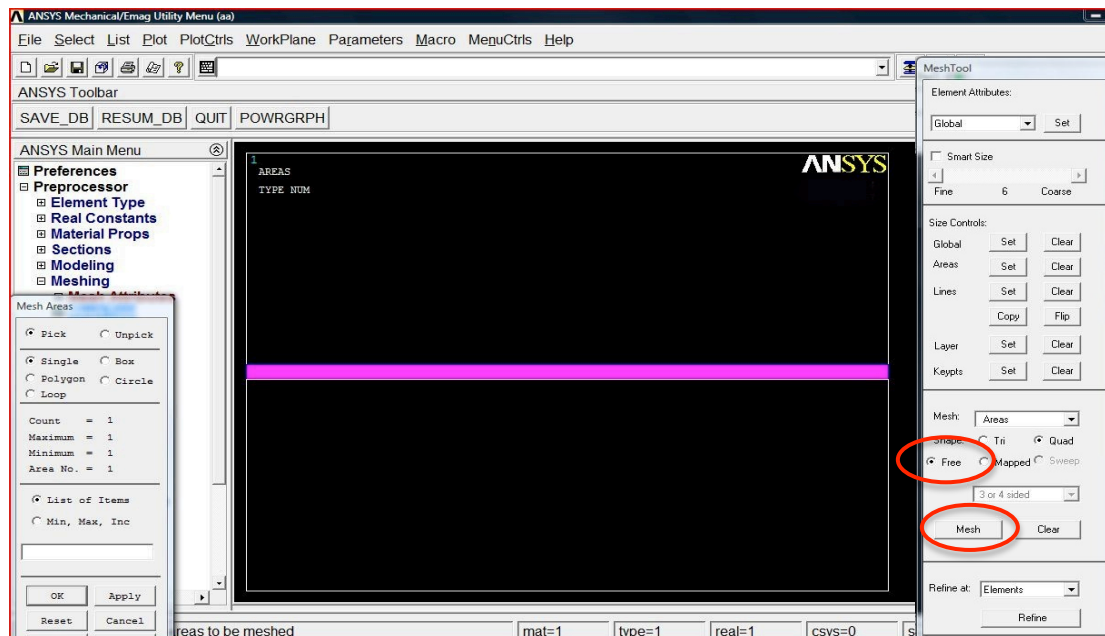 ANSYS Mechanical/Emag Utility Menu (aa)
File Select List Plot PlotCtrls WorkPlane Parameters Macro MenuCtrls Help
ANSYS Toolbar
SAVE_DB RESUM_DB QUIT POWRGRPH
ANSYS Main Menu
Preferences
Preprocessor
Element Type
Real Constants
Material Props
Sections
Modeling
Meshing
Mesh Attributes
Mesh Areas
Pick Unpick
Single Box
Polygon Circle
Loop
Count = 1
Maximum = 1
Minimum = 1
Area No. = 1
List of Items
Min, Max, Inc
OK Apply
Reset Cancel
1
AREAS
TYPE NUM
ANSYS
reas to be meshed
mat=1 type=1 real=1 csys=0 s
MeshTool
Element Attributes:
Global Set
Smart Size
Fine 6 Coarse
Size Controls:
Global Set Clear
Areas Set Clear
Lines Set Clear
Copy Flip
Layer Set Clear
Keypts Set Clear
Mesh: Areas
Shape: Tri Quad
Free Mapped Sweep
3 or 4 sided
Mesh Clear
Refine at: Elements
Refine